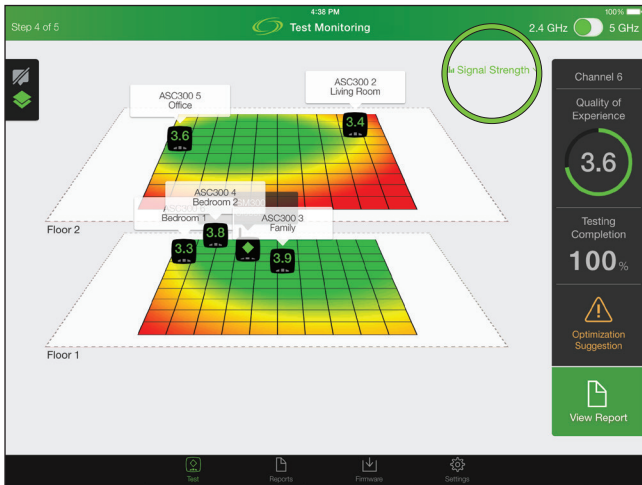 4:38 PM
100%
Step 4 of 5
Test Monitoring
2.4 GHz
5 GHz
Signal Strength
Channel 6
Quality of
Experience
3.6
Testing
Completion
100%
Optimization
Suggestion
View Report
ASC300 5
Office
3.6
ASC300 2
Living Room
3.4
Floor 2
ASC300 4
Bedroom 2
3.8
Bedroom 1
3.3
ASC300 3
Family
3.9
Floor 1
Test
Reports
Firmware
Settings